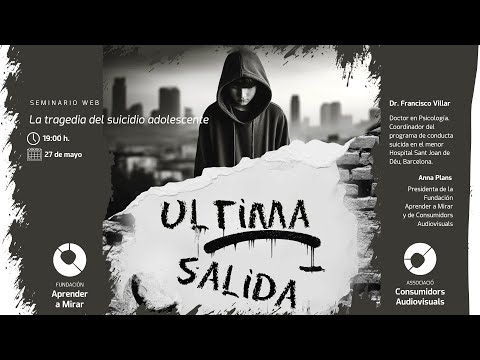 SEMINARIO WEB
La tragedia del suicidio adolescente
19:00 h.
27 de mayo
FUNDACIÓN
Aprender
a Mirar
ULTIMA
SALIDA
Dr. Francisco Villar
Doctor en Psicología.
Coordinador del
programa de conducta
suicida en el menor
Hospital Sant Joan de
Déu, Barcelona.
Anna Plans
Presidenta de la
Fundación
Aprender a Mirar
y de Consumidors
Audiovisuals
ASSOCIACIÓ
Consumidors
Audiovisuals